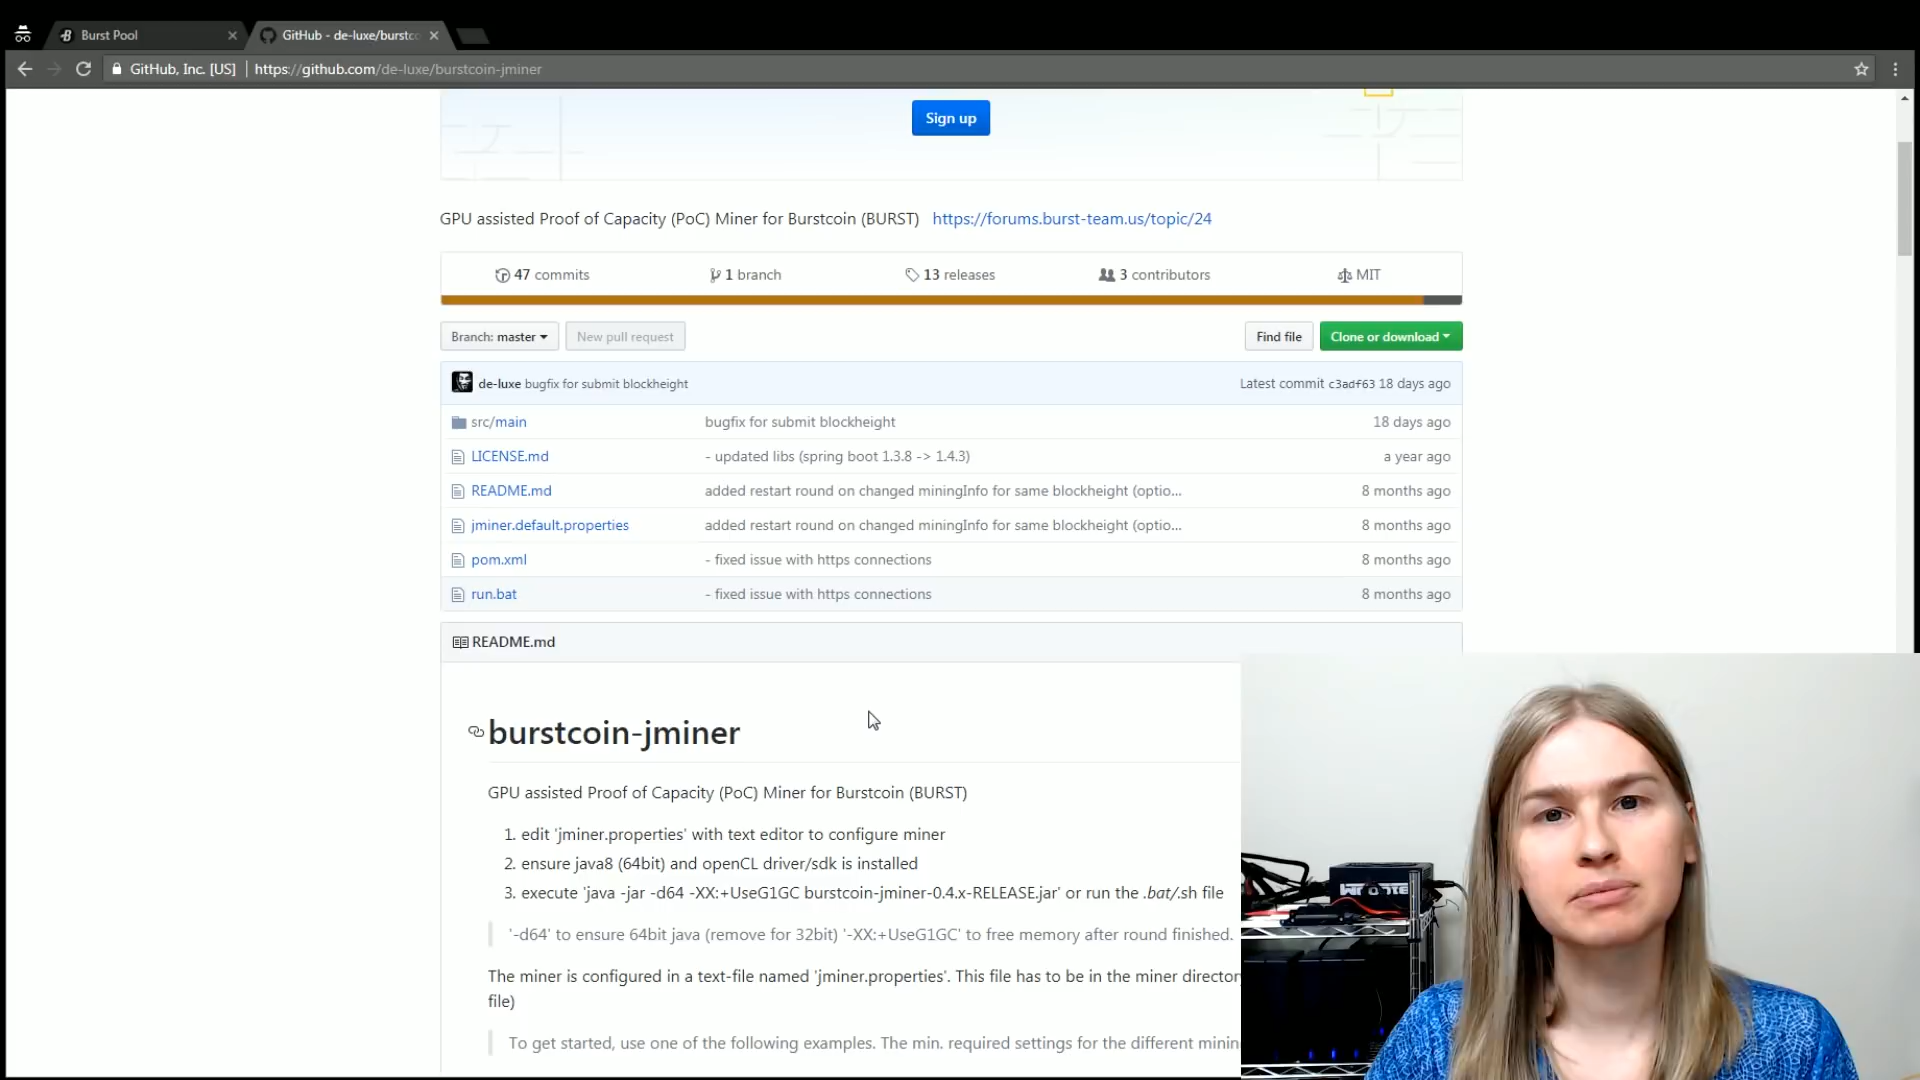 Burst Pool
GitHub - de-luxe/burstco
GitHub, Inc. [US] https://github.com/de-luxe/burstcoin-jminer
Sign up
GPU assisted Proof of Capacity (PoC) Miner for Burstcoin (BURST) https://forums.burst-team.us/topic/24
47 commits 1 branch 13 releases 3 contributors MIT
Branch: master New pull request Find file Clone or download
de-luxe bugfix for submit blockheight Latest commit c3adf63 18 days ago
src/main bugfix for submit blockheight 18 days ago
LICENSE.md - updated libs (spring boot 1.3.8 -> 1.4.3) a year ago
README.md added restart round on changed miningInfo for same blockheight (optio... 8 months ago
jminer.default.properties added restart round on changed miningInfo for same blockheight (optio... 8 months ago
pom.xml - fixed issue with https connections 8 months ago
run.bat - fixed issue with https connections 8 months ago
README.md
burstcoin-jminer
GPU assisted Proof of Capacity (PoC) Miner for Burstcoin (BURST)
1. edit 'jminer.properties' with text editor to configure miner
2. ensure java8 (64bit) and openCL driver/sdk is installed
3. execute 'java -jar -d64 -XX:+UseG1GC burstcoin-jminer-0.4.x-RELEASE.jar' or run the .bat/.sh file
'-d64' to ensure 64bit java (remove for 32bit) '-XX:+UseG1GC' to free memory after round finished.
The miner is configured in a text-file named 'jminer.properties'. This file has to be in the miner directory
file)
To get started, use one of the following examples. The min. required settings for the different minin